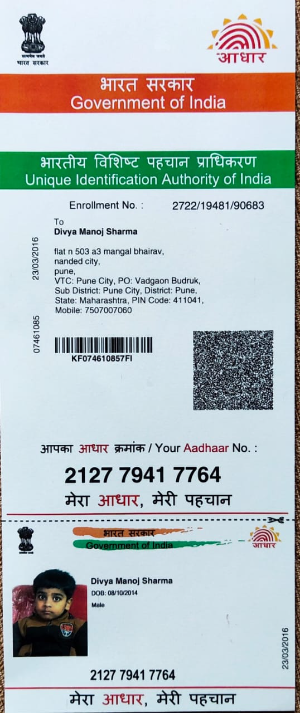 भारत सरकार
आधार
भारत सरकार
Government of India
भारतीय विशिष्ट पहचान प्राधिकरण
Unique Identification Authority of India
Enrollment No. : 2722/19481/90683
To
Divya Manoj Sharma
flat n 503 a3 mangal bhairav,
nanded city,
pune,
VTC: Pune City, PO: Vadgaon Budruk,
Sub District: Pune City, District: Pune,
State: Maharashtra, PIN Code: 411041,
Mobile: 7507007060
23/03/2016
07461085
KF074610857FI
आपका आधार क्रमांक / Your Aadhaar No. :
2127 7941 7764
मेरा आधार, मेरी पहचान
भारत सरकार
Government of India
आधार
Divya Manoj Sharma
DOB: 08/10/2014
Male
23/03/2016
2127 7941 7764
मेरा आधार, मेरी पहचान